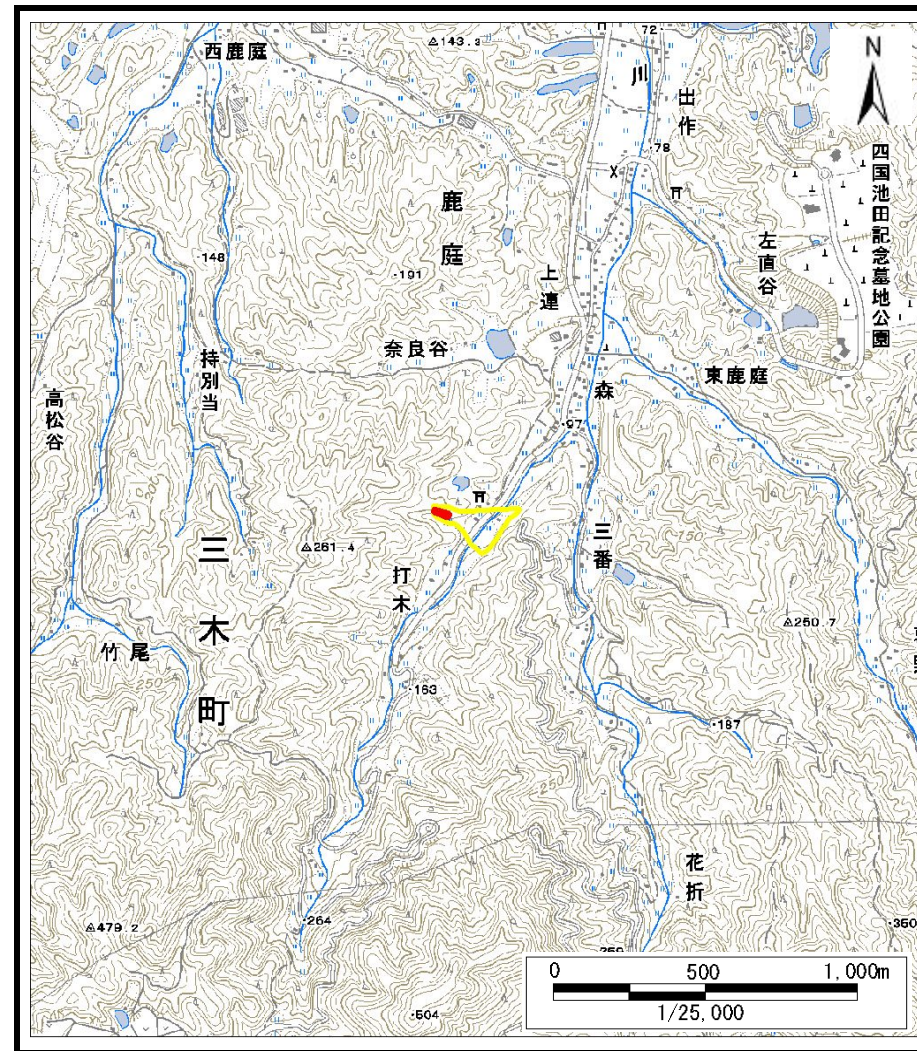 72
△143.3
西鹿庭
川
N
出作
・78
四国池田記念墓地公園
鹿庭
・148
・191
左直谷
上連
奈良谷
持別当
東鹿庭
高松谷
森
・97
三番
三木町
△261.4
打木
△250.7
竹尾
250
・163
・187
250
花折
・264
△479.2
・350
・504
0 500 1,000m
1/25,000